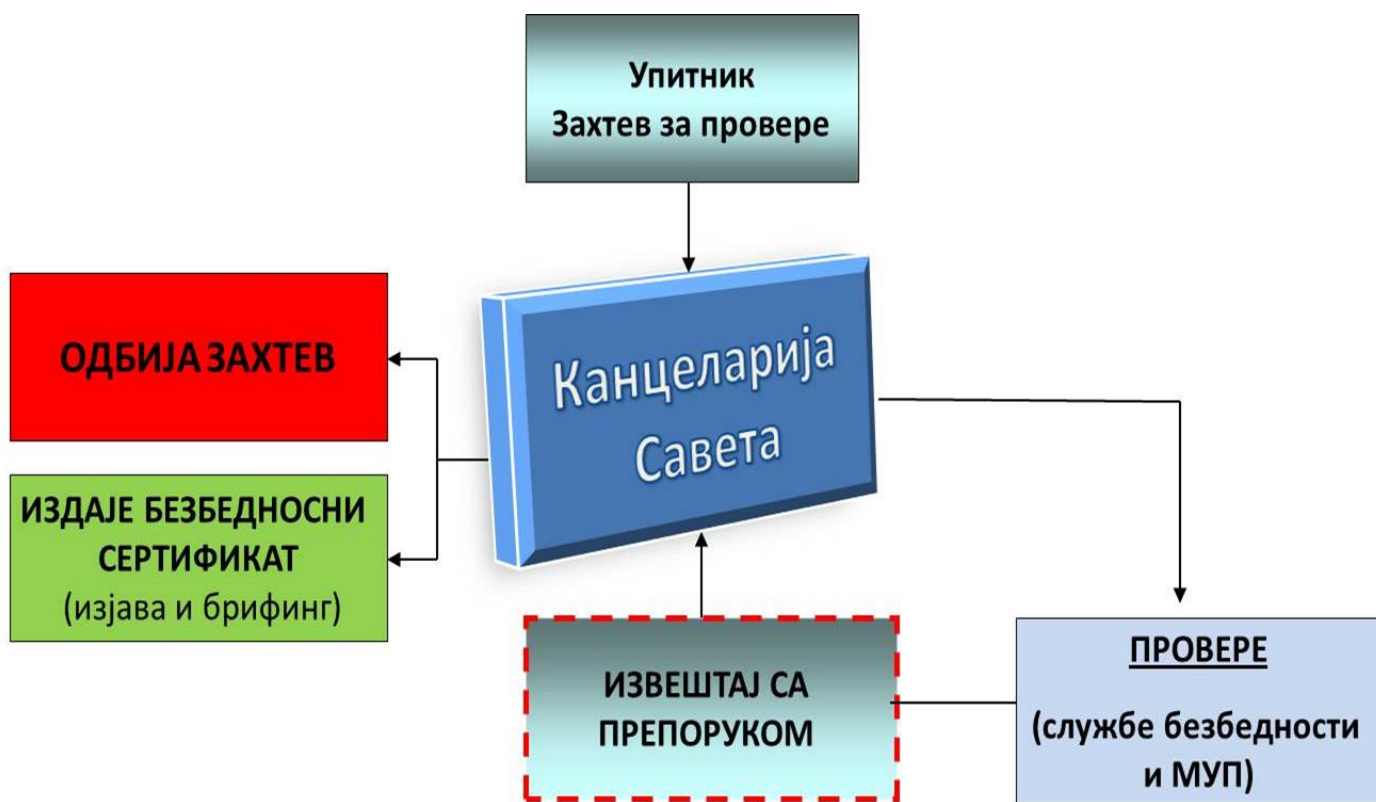 Упитник
Захтев за провере
ОДБИЈА ЗАХТЕВ
Канцеларија
Савета
ИЗДАЈЕ БЕЗБЕДНОСНИ
СЕРТИФИКАТ
(изјава и брифинг)
ИЗВЕШТАЈ СА
ПРЕПОРУКОМ
ПРОВЕРЕ
(службе безбедности
и МУП)